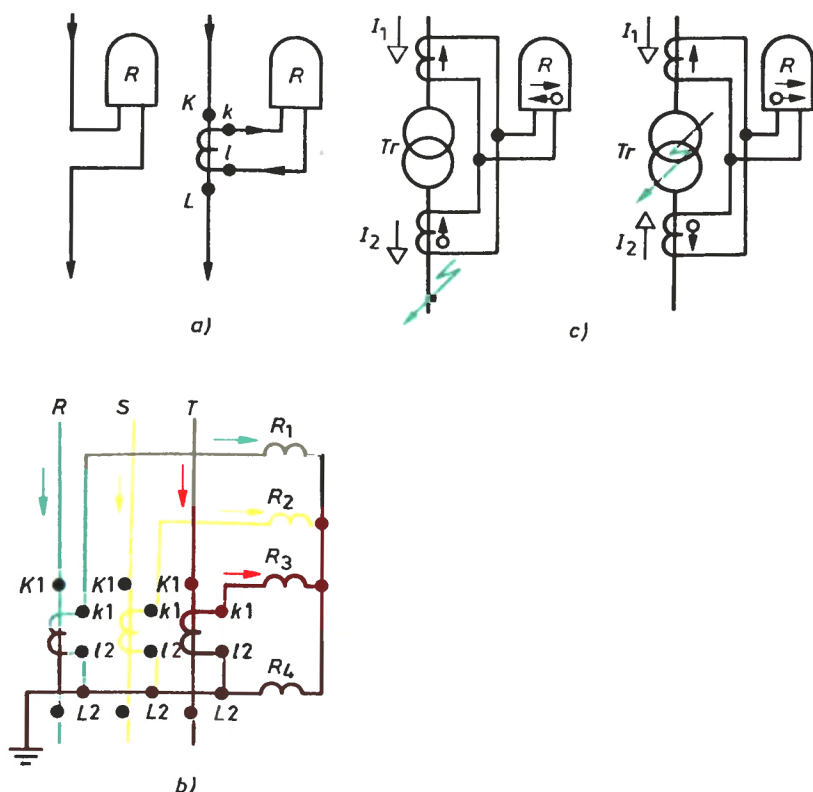 R
R
K
k
l
L
a)
I1
R
Tr
I2
I1
R
Tr
I2
c)
R S T
R1
R2
R3
K1 K1 K1
k1 k1 k1
l2 l2 l2
R4
L2 L2 L2
b)